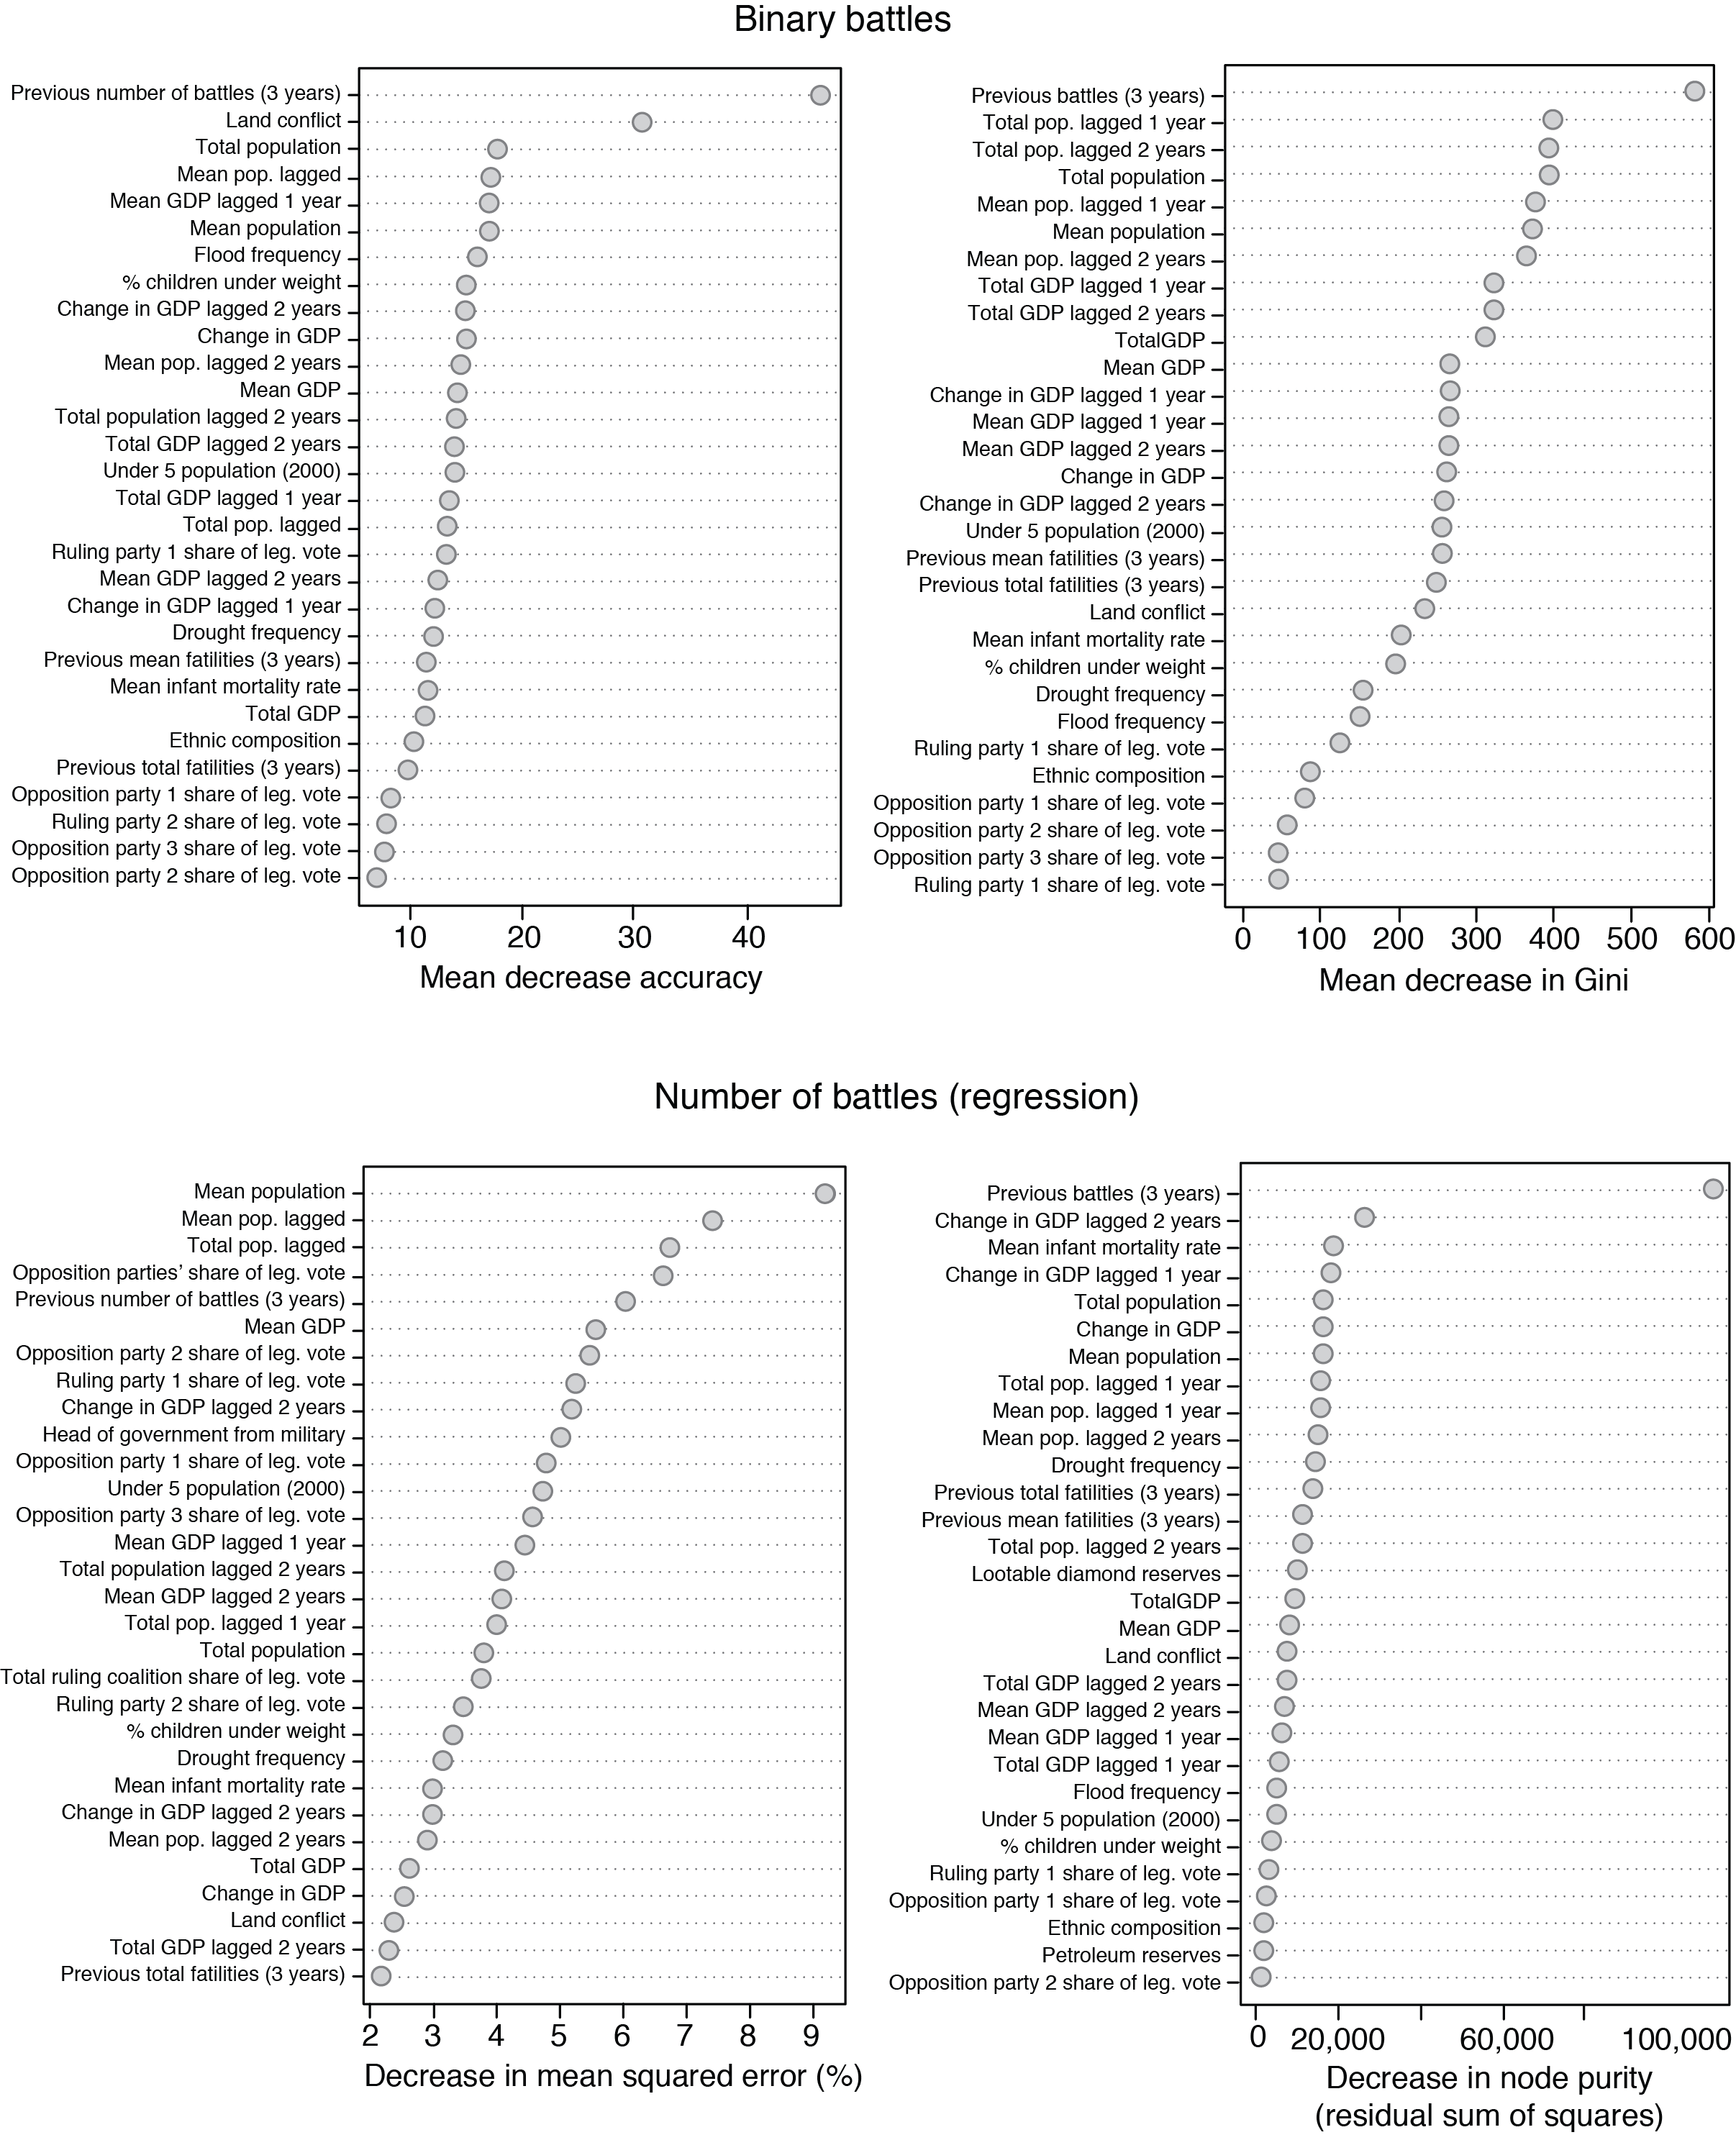 Binary battles
Previous number of battles (3 years)
Land conflict
Total population
Mean pop. lagged
Mean GDP lagged 1 year
Mean population
Flood frequency
% children under weight
Change in GDP lagged 2 years
Change in GDP
Mean pop. lagged 2 years
Mean GDP
Total population lagged 2 years
Total GDP lagged 2 years
Under 5 population (2000)
Total GDP lagged 1 year
Total pop. lagged
Ruling party 1 share of leg. vote
Mean GDP lagged 2 years
Change in GDP lagged 1 year
Drought frequency
Previous mean fatilities (3 years)
Mean infant mortality rate
Total GDP
Ethnic composition
Previous total fatilities (3 years)
Opposition party 1 share of leg. vote
Ruling party 2 share of leg. vote
Opposition party 3 share of leg. vote
Opposition party 2 share of leg. vote
10 20 30 40
Mean decrease accuracy
Previous battles (3 years)
Total pop. lagged 1 year
Total pop. lagged 2 years
Total population
Mean pop. lagged 1 year
Mean population
Mean pop. lagged 2 years
Total GDP lagged 1 year
Total GDP lagged 2 years
TotalGDP
Mean GDP
Change in GDP lagged 1 year
Mean GDP lagged 1 year
Mean GDP lagged 2 years
Change in GDP
Change in GDP lagged 2 years
Under 5 population (2000)
Previous mean fatilities (3 years)
Previous total fatilities (3 years)
Land conflict
Mean infant mortality rate
% children under weight
Drought frequency
Flood frequency
Ruling party 1 share of leg. vote
Ethnic composition
Opposition party 1 share of leg. vote
Opposition party 2 share of leg. vote
Opposition party 3 share of leg. vote
Ruling party 1 share of leg. vote
0 100 200 300 400 500 600
Mean decrease in Gini
Number of battles (regression)
Mean population
Mean pop. lagged
Total pop. lagged
Opposition parties’ share of leg. vote
Previous number of battles (3 years)
Mean GDP
Opposition party 2 share of leg. vote
Ruling party 1 share of leg. vote
Change in GDP lagged 2 years
Head of government from military
Opposition party 1 share of leg. vote
Under 5 population (2000)
Opposition party 3 share of leg. vote
Mean GDP lagged 1 year
Total population lagged 2 years
Mean GDP lagged 2 years
Total pop. lagged 1 year
Total population
Total ruling coalition share of leg. vote
Ruling party 2 share of leg. vote
% children under weight
Drought frequency
Mean infant mortality rate
Change in GDP lagged 2 years
Mean pop. lagged 2 years
Total GDP
Change in GDP
Land conflict
Total GDP lagged 2 years
Previous total fatilities (3 years)
2 3 4 5 6 7 8 9
Decrease in mean squared error (%)
Previous battles (3 years)
Change in GDP lagged 2 years
Mean infant mortality rate
Change in GDP lagged 1 year
Total population
Change in GDP
Mean population
Total pop. lagged 1 year
Mean pop. lagged 1 year
Mean pop. lagged 2 years
Drought frequency
Previous total fatilities (3 years)
Previous mean fatilities (3 years)
Total pop. lagged 2 years
Lootable diamond reserves
TotalGDP
Mean GDP
Land conflict
Total GDP lagged 2 years
Mean GDP lagged 2 years
Mean GDP lagged 1 year
Total GDP lagged 1 year
Flood frequency
Under 5 population (2000)
% children under weight
Ruling party 1 share of leg. vote
Opposition party 1 share of leg. vote
Ethnic composition
Petroleum reserves
Opposition party 2 share of leg. vote
0 20,000 60,000 100,000
Decrease in node purity
(residual sum of squares)